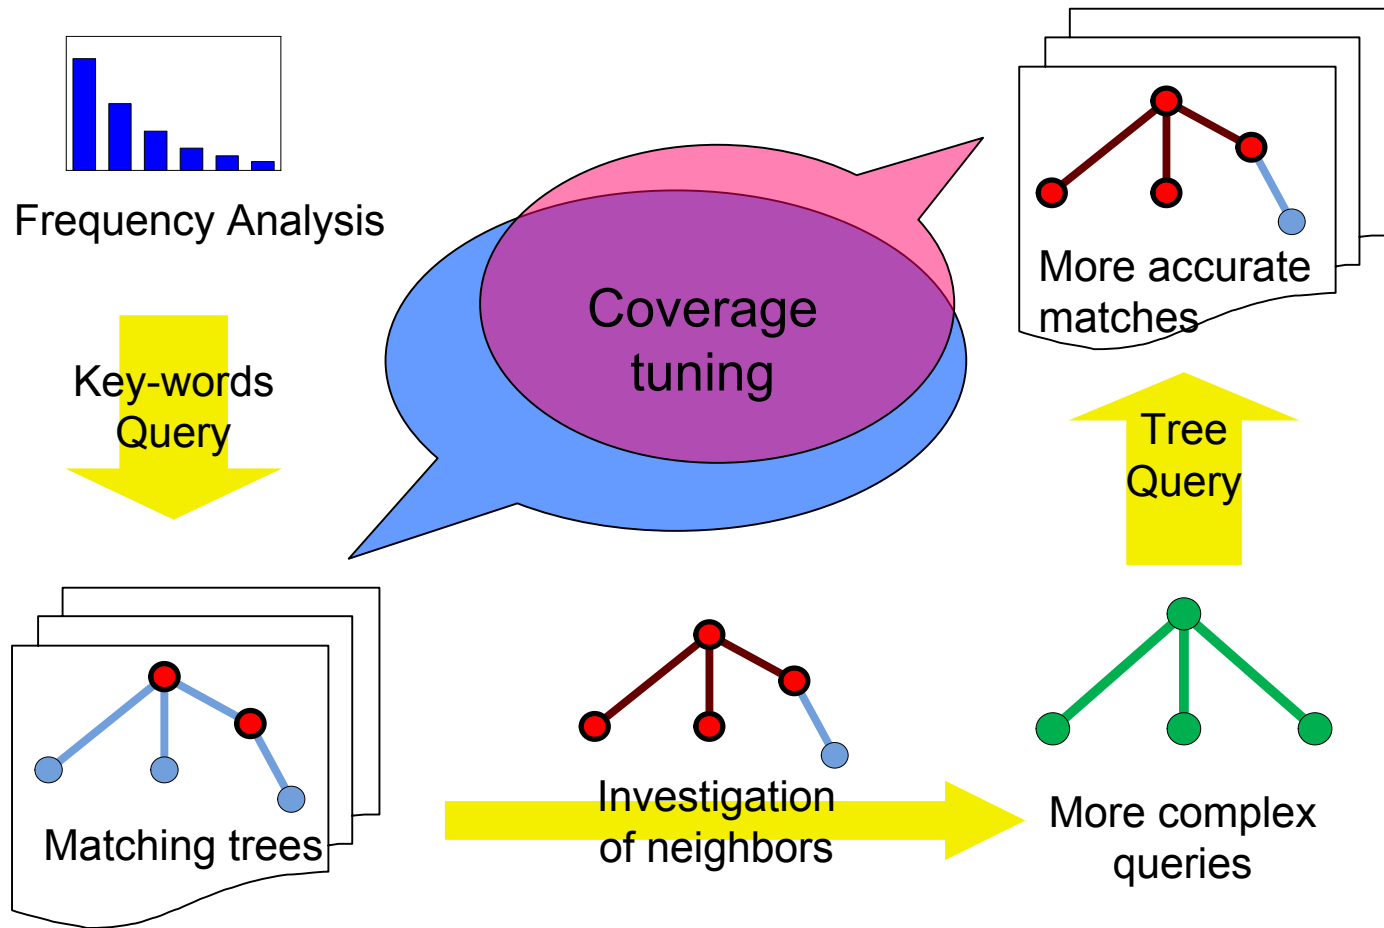 Frequency Analysis
Key-words
Query
Matching trees
Investigation
of neighbors
More complex
queries
Tree
Query
More accurate
matches
Coverage
tuning